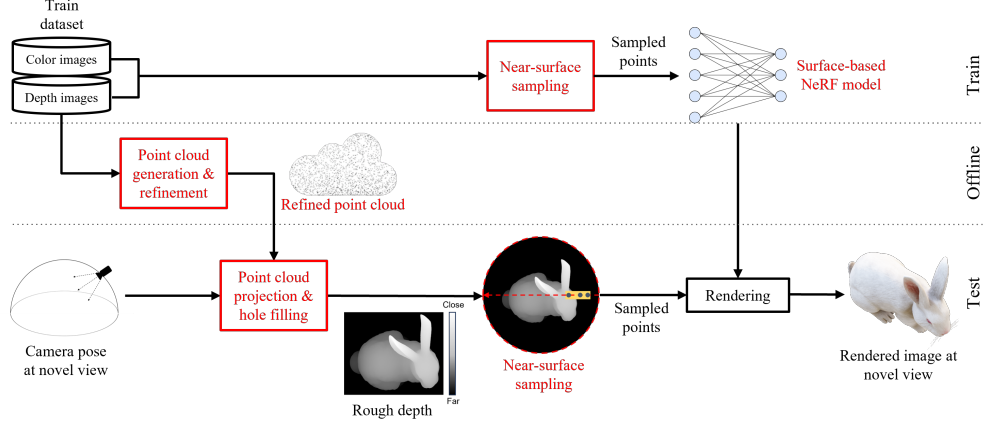 Train
dataset
Color images
Depth images
Near-surface
sampling
Sampled
points
Surface-based
NeRF model
Train
Point cloud
generation &
refinement
Refined point cloud
Offline
Camera pose
at novel view
Point cloud
projection &
hole filling
Close
Far
Rough depth
Near-surface
sampling
Sampled
points
Rendering
Rendered image at
novel view
Test